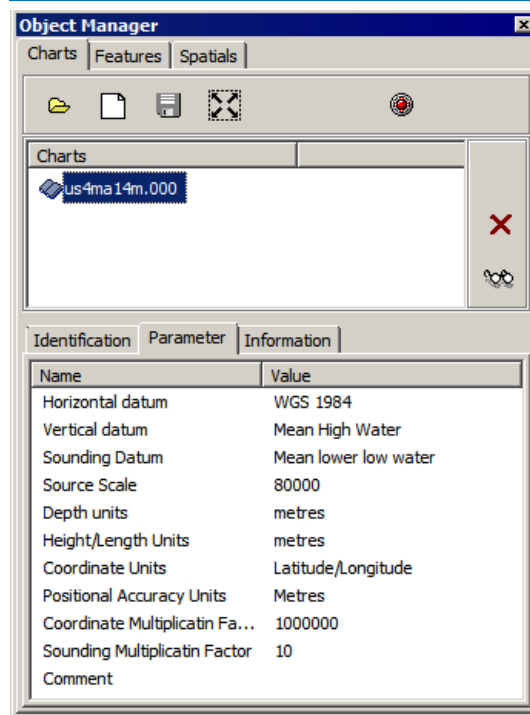 Object Manager
Charts Features Spatials
Charts
us4ma14m.000
Identification Parameter Information
Name Value
Horizontal datum WGS 1984
Vertical datum Mean High Water
Sounding Datum Mean lower low water
Source Scale 80000
Depth units metres
Height/Length Units metres
Coordinate Units Latitude/Longitude
Positional Accuracy Units Metres
Coordinate Multiplicatin Fa... 1000000
Sounding Multiplicatin Factor 10
Comment